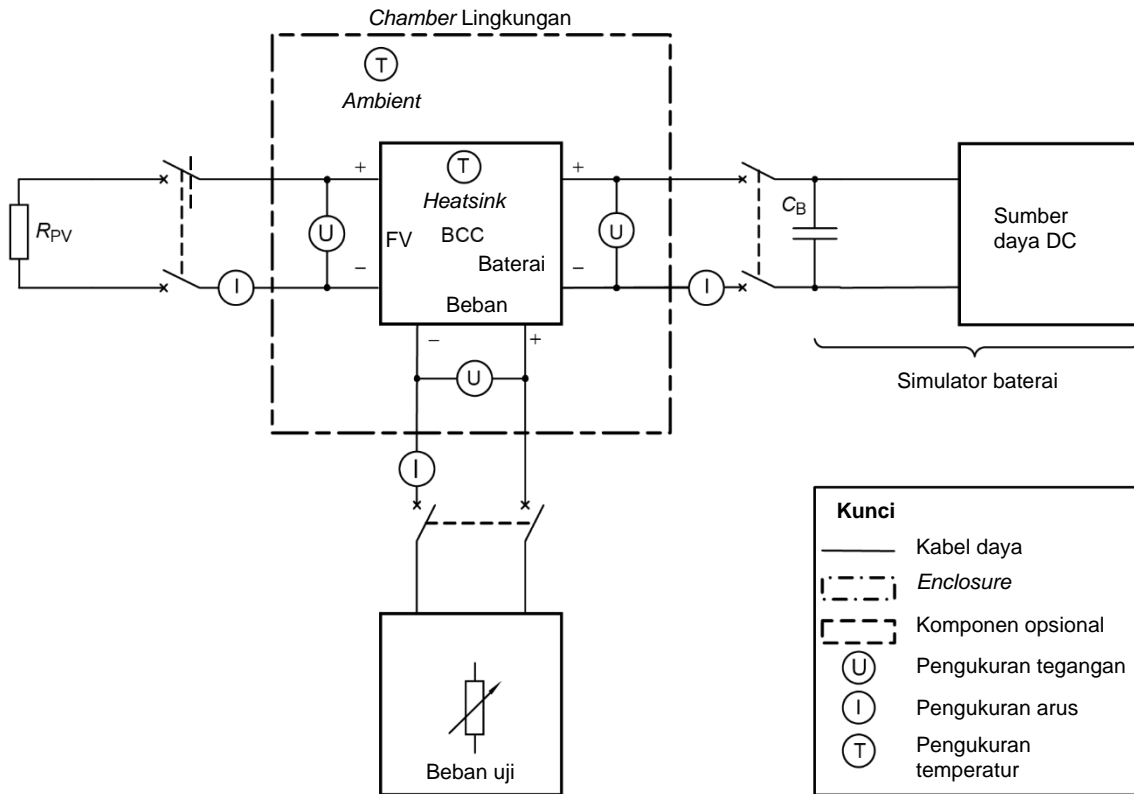 Chamber Lingkungan
T
Ambient
+
+
T
Heatsink
RPV
U
FV
BCC
U
CB
Sumber
daya DC
Baterai
−
−
I
Beban
I
−
+
U
Simulator baterai
I
Kunci
Kabel daya
Enclosure
Komponen opsional
U
Pengukuran tegangan
I
Pengukuran arus
T
Pengukuran
temperatur
Beban uji